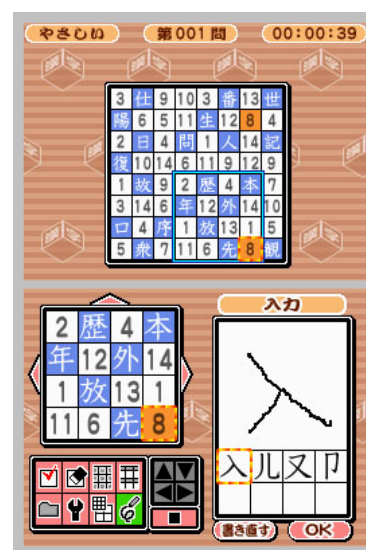 やさしい 第001問 00:00:39
3 仕 9 10 3 番 13 世
陽 6 5 11 生 12 8 4
2 日 4 問 1 人 14 記
復 10 14 6 11 9 12 9
1 故 9 2 歴 4 本 7
3 14 6 年 12 外 14 10
口 4 序 1 放 13 1 5
5 衆 7 11 6 先 8 観
2 歴 4 本
年 12 外 14
1 放 13 1
11 6 先 8
入力
入 儿 又 卩
書き直す OK